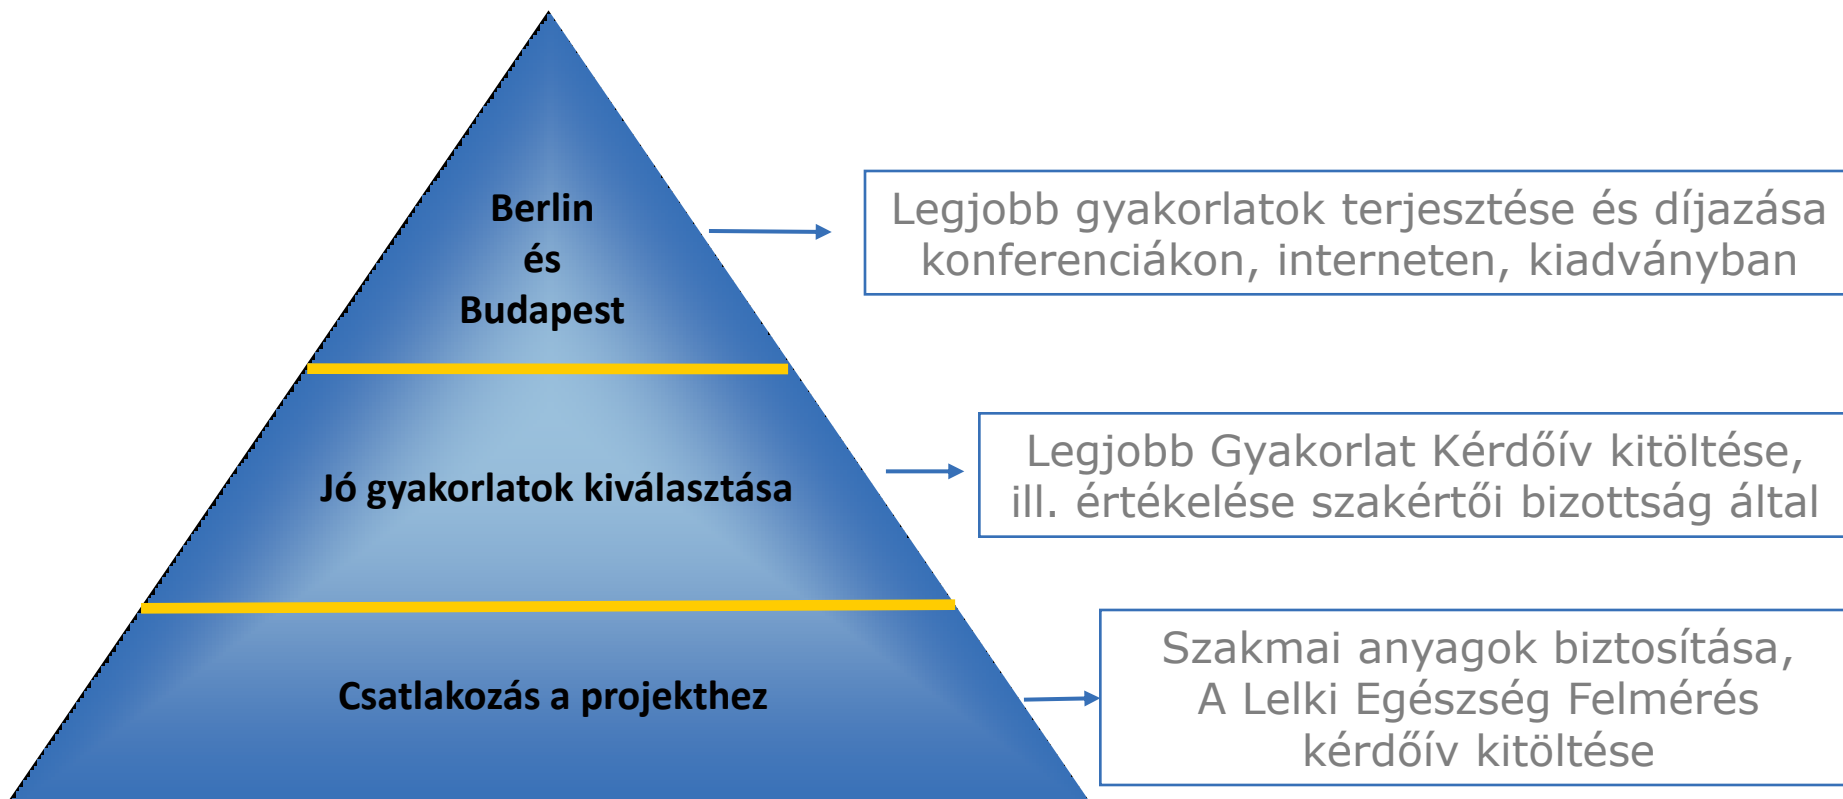 Berlin
és
Budapest
Legjobb gyakorlatok terjesztése és díjazása
konferenciákon, interneten, kiadványban
Jó gyakorlatok kiválasztása
Legjobb Gyakorlat Kérdőív kitöltése,
ill. értékelése szakértői bizottság által
Csatlakozás a projekthez
Szakmai anyagok biztosítása,
A Lelki Egészség Felmérés
kérdőív kitöltése